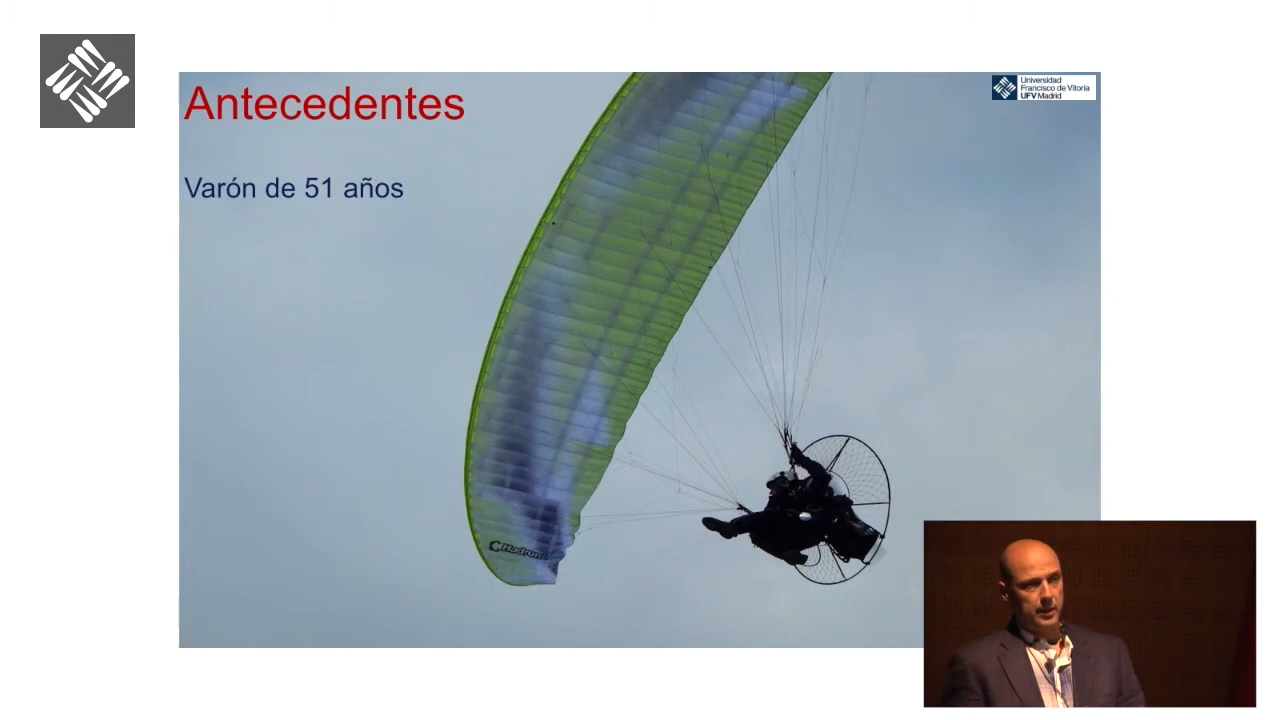 Antecedentes
Universidad
Francisco de Vitoria
UFV Madrid
Varón de 51 años
Hadron